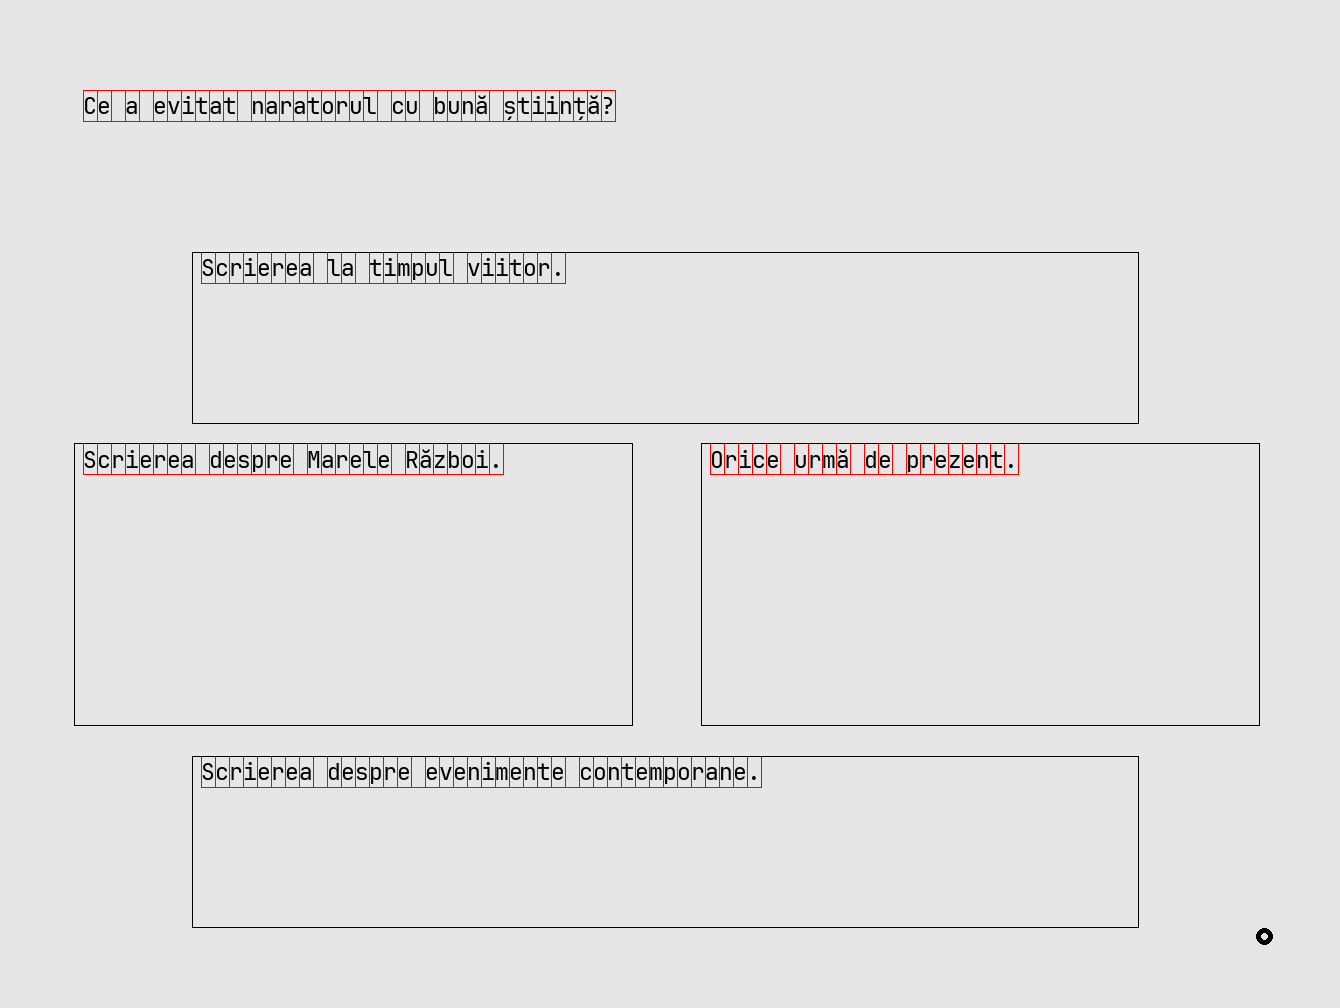 Ce a evitat naratorul cu bună știință?
Scrierea la timpul viitor.
Scrierea despre Marele Război.
Orice urmă de prezent.
Scrierea despre evenimente contemporane.